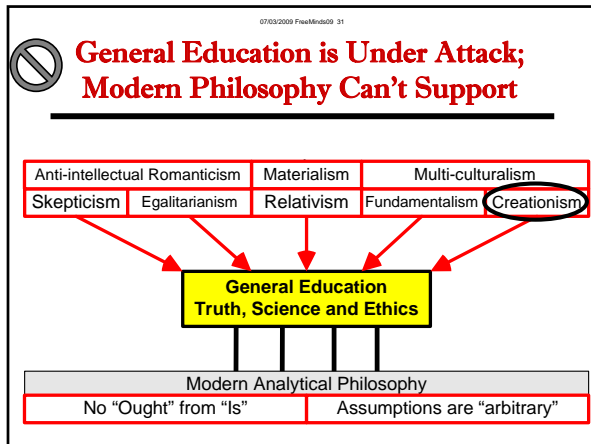 07/03/2009 FreeMinds09 31
General Education is Under Attack;
Modern Philosophy Can't Support
Anti-intellectual Romanticism Materialism Multi-culturalism
Skepticism Egalitarianism Relativism Fundamentalism Creationism
General Education
Truth, Science and Ethics
Modern Analytical Philosophy
No “Ought” from “Is” Assumptions are “arbitrary”